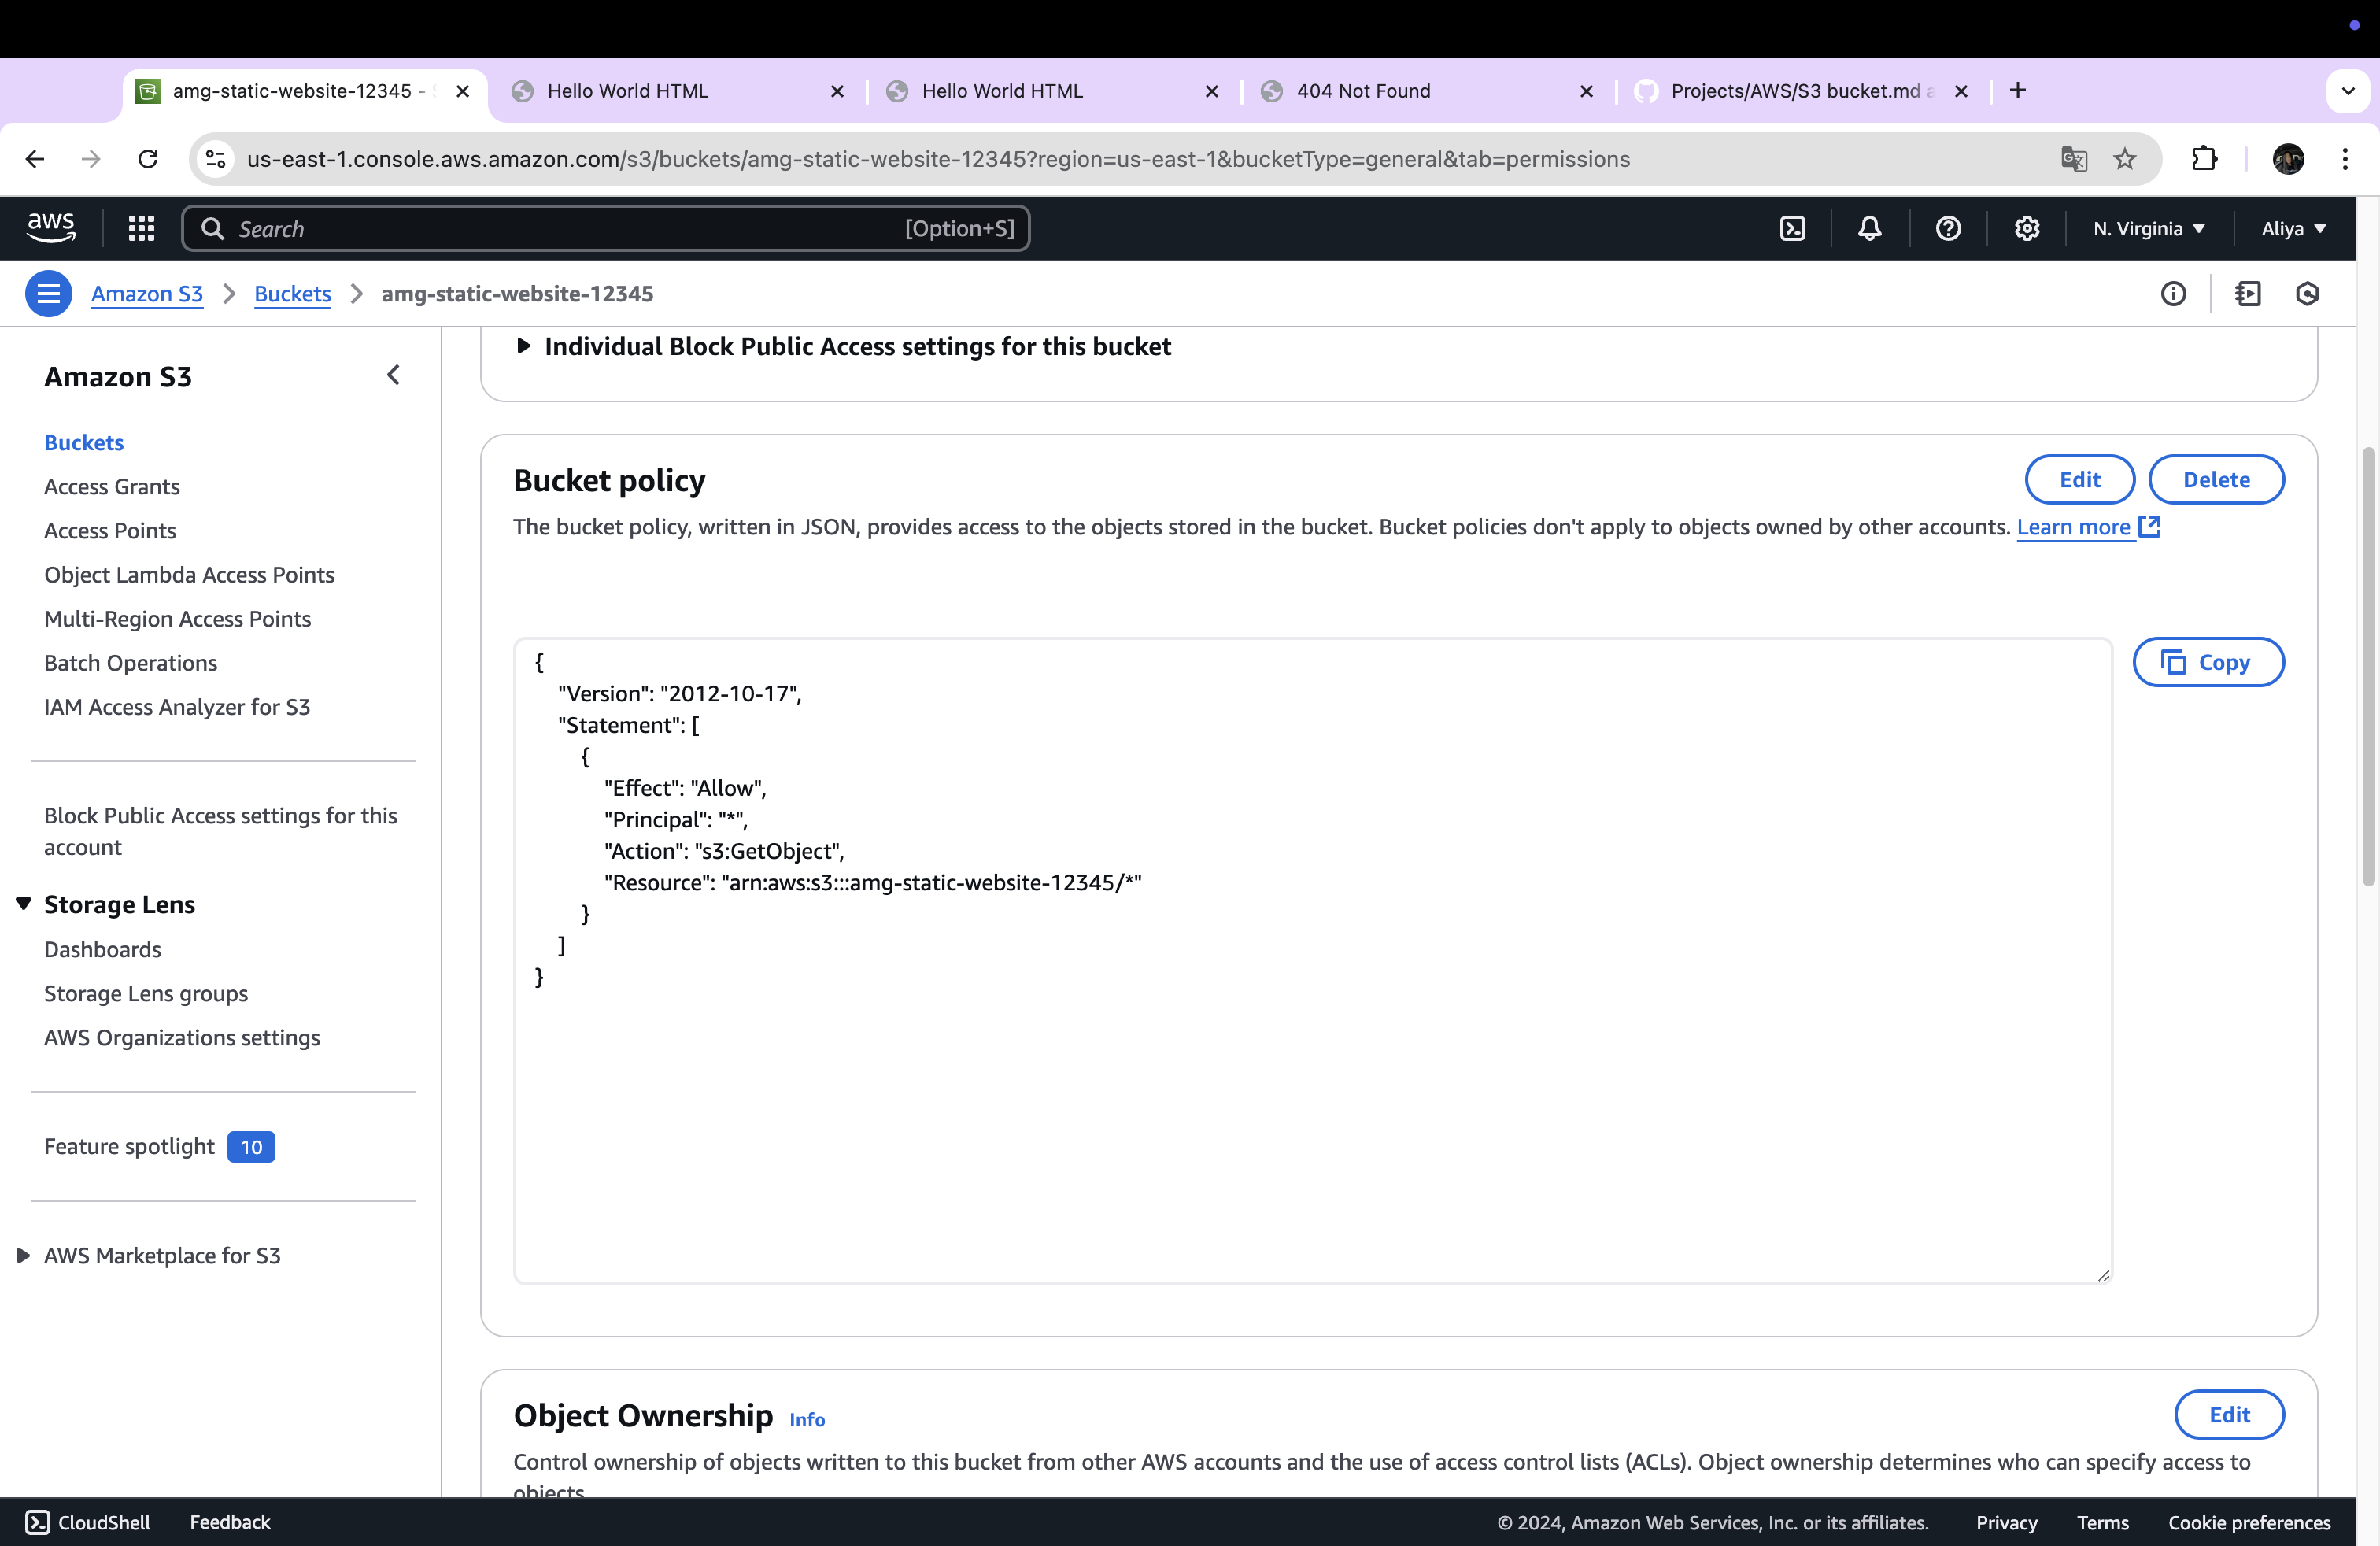 amg-static-website-12345 -
Hello World HTML
Hello World HTML
404 Not Found
Projects/AWS/S3 bucket.md
us-east-1.console.aws.amazon.com/s3/buckets/amg-static-website-12345?region=us-east-1&bucketType=general&tab=permissions
aws
Search
[Option+S]
N. Virginia
Aliya
Amazon S3
Buckets
amg-static-website-12345
Amazon S3
Buckets
Access Grants
Access Points
Object Lambda Access Points
Multi-Region Access Points
Batch Operations
IAM Access Analyzer for S3
Block Public Access settings for this
account
Storage Lens
Dashboards
Storage Lens groups
AWS Organizations settings
Feature spotlight 10
AWS Marketplace for S3
Individual Block Public Access settings for this bucket
Bucket policy
Edit
Delete
The bucket policy, written in JSON, provides access to the objects stored in the bucket. Bucket policies don't apply to objects owned by other accounts. Learn more
Copy
{
"Version": "2012-10-17",
"Statement": [
{
"Effect": "Allow",
"Principal": "*",
"Action": "s3:GetObject",
"Resource": "arn:aws:s3:::amg-static-website-12345/*"
}
]
}
Object Ownership Info
Edit
Control ownership of objects written to this bucket from other AWS accounts and the use of access control lists (ACLs). Object ownership determines who can specify access to
objects.
CloudShell
Feedback
© 2024, Amazon Web Services, Inc. or its affiliates.
Privacy
Terms
Cookie preferences